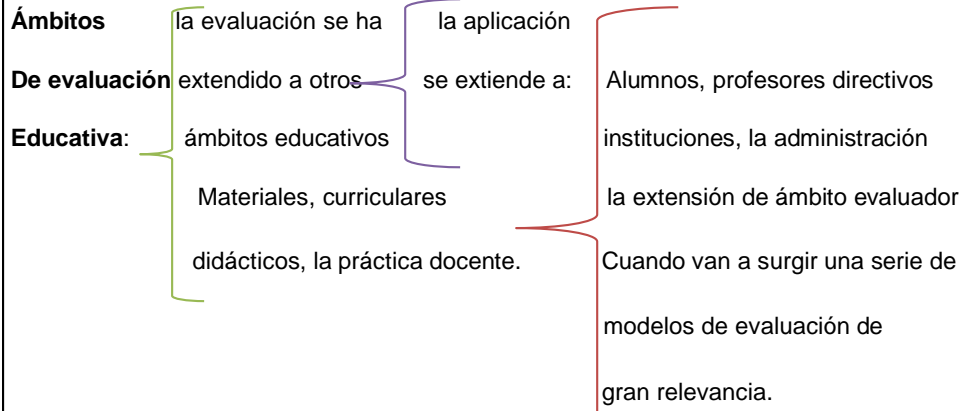 Ámbitos la evaluación se ha la aplicación
De evaluación extendido a otros se extiende a: Alumnos, profesores directivos
Educativa: ámbitos educativos instituciones, la administración
Materiales, curriculares la extensión de ámbito evaluador
didácticos, la práctica docente. Cuando van a surgir una serie de
modelos de evaluación de
gran relevancia.